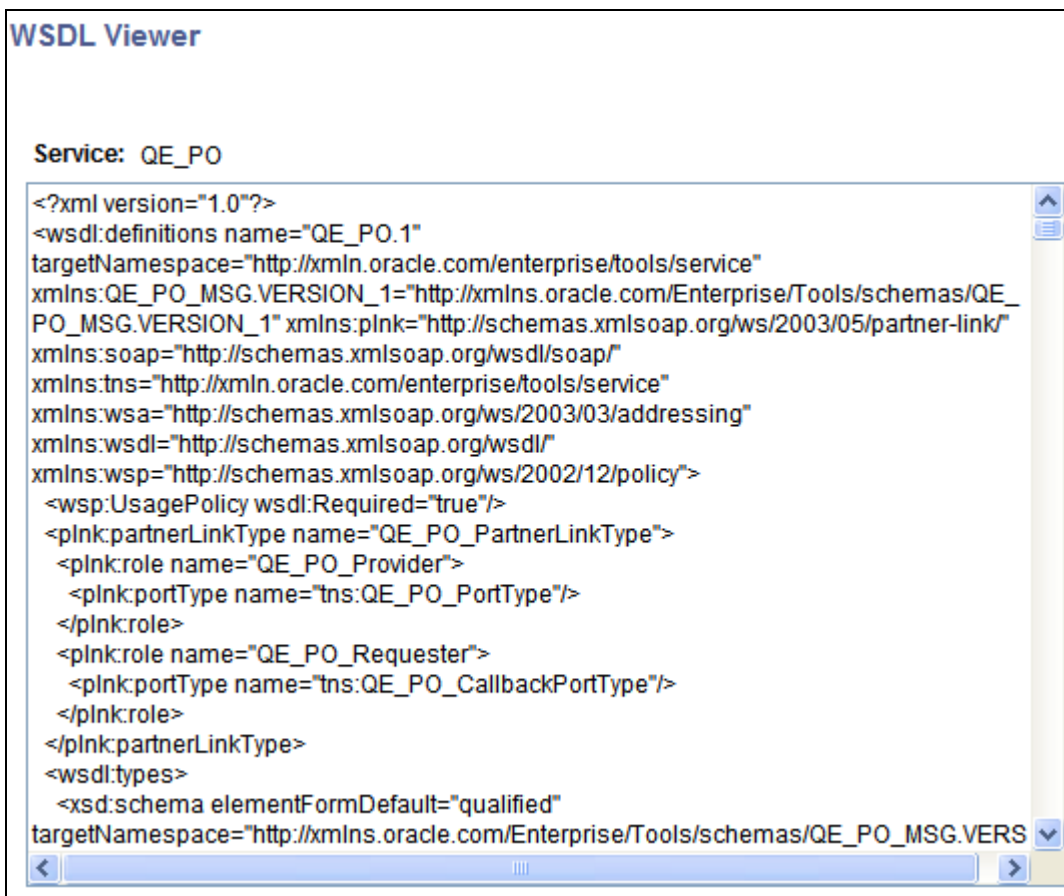 WSDL Viewer
Service: QE_PO
<?xml version="1.0"?>
<wsdl:definitions name="QE_PO.1"
targetNamespace="http://xmln.oracle.com/enterprise/tools/service"
xmlns:QE_PO_MSG.VERSION_1="http://xmlns.oracle.com/Enterprise/Tools/schemas/QE_
PO_MSG.VERSION_1" xmlns:plnk="http://schemas.xmlsoap.org/ws/2003/05/partner-link/"
xmlns:soap="http://schemas.xmlsoap.org/wsdl/soap/"
xmlns:tns="http://xmln.oracle.com/enterprise/tools/service"
xmlns:wsa="http://schemas.xmlsoap.org/ws/2003/03/addressing"
xmlns:wsdl="http://schemas.xmlsoap.org/wsdl/"
xmlns:wsp="http://schemas.xmlsoap.org/ws/2002/12/policy">
<wsp:UsagePolicy wsdl:Required="true"/>
<plnk:partnerLinkType name="QE_PO_PartnerLinkType">
<plnk:role name="QE_PO_Provider">
<plnk:portType name="tns:QE_PO_PortType"/>
</plnk:role>
<plnk:role name="QE_PO_Requester">
<plnk:portType name="tns:QE_PO_CallbackPortType"/>
</plnk:role>
</plnk:partnerLinkType>
<wsdl:types>
<xsd:schema elementFormDefault="qualified"
targetNamespace="http://xmlns.oracle.com/Enterprise/Tools/schemas/QE_PO_MSG.VERS